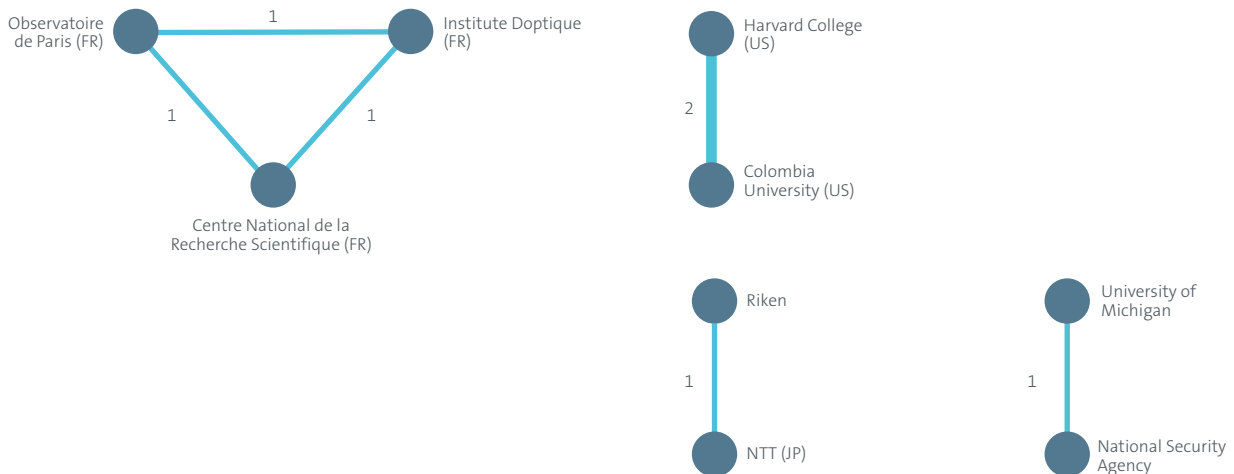 Observatoire
de Paris (FR)
1
Institute Doptique
(FR)
1
1
Centre National de la
Recherche Scientifique (FR)
Harvard College
(US)
2
Colombia
University (US)
Riken
1
NTT (JP)
University of
Michigan
1
National Security
Agency